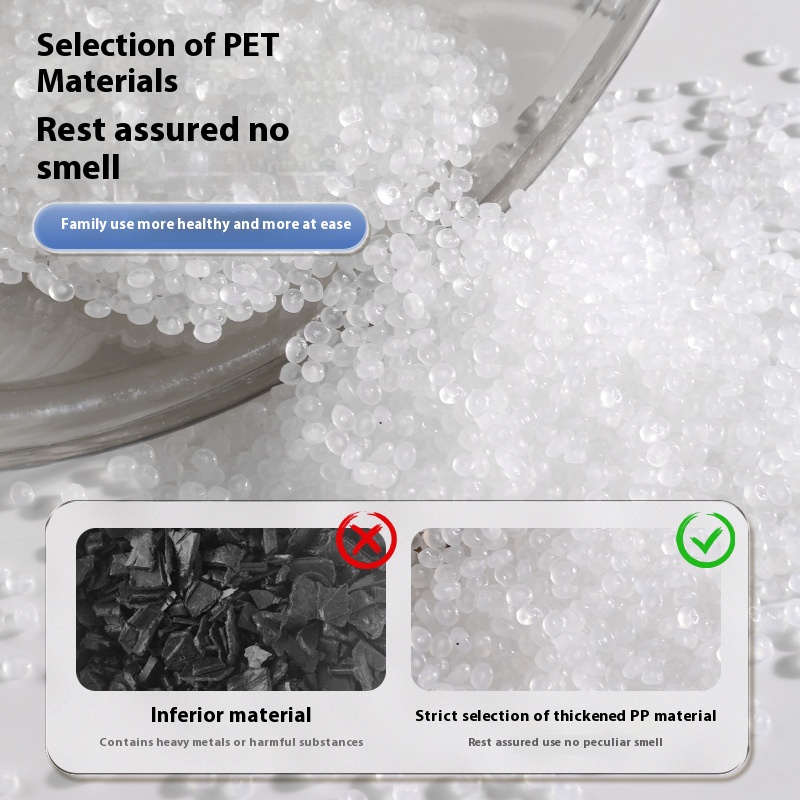 Selection of PET
Materials
Rest assured no
smell
Family use more healthy and more at ease
Inferior material
Contains heavy metals or harmful substances
Strict selection of thickened PP material
Rest assured use no peculiar smell